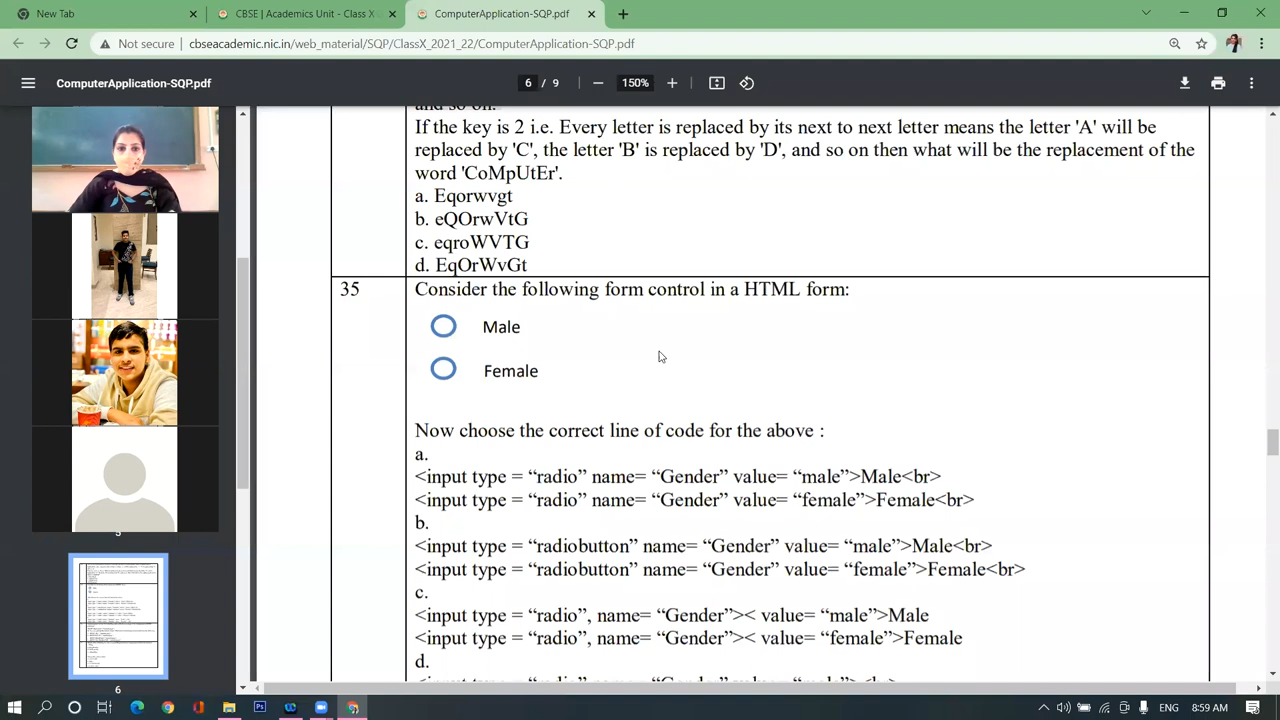 New Tab
CBSE | Academics Unit - Class X
ComputerApplication-SQP.pdf
Not secure | cbseacademic.nic.in/web_material/SQP/ClassX_2021_22/ComputerApplication-SQP.pdf
ComputerApplication-SQP.pdf
6 / 9
150%
and so on.
If the key is 2 i.e. Every letter is replaced by its next to next letter means the letter 'A' will be
replaced by 'C', the letter 'B' is replaced by 'D', and so on then what will be the replacement of the
word 'CoMpUtEr'.
a. Eqorwvgt
b. eQOrwVtG
c. eqroWVTG
d. EqOrWvGt
35
Consider the following form control in a HTML form:
Male
Female
Now choose the correct line of code for the above :
a.
<input type = “radio” name= “Gender” value= “male”>Male<br>
<input type = “radio” name= “Gender” value= “female”>Female<br>
b.
<input type = “radiobutton” name= “Gender” value= “male”>Male<br>
<input type = “radiobutton” name= “Gender” value= “female”>Female<br>
c.
<input type = “radio”, name= “Gender”>< value= “male”>Male
<input type = “radio”, name= “Gender”>< value= “female”>Female
d.
5
6
ENG
8:59 AM